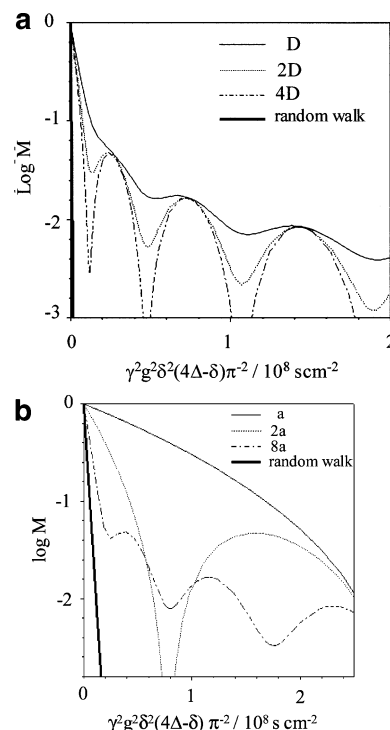 a
0
-1
-2
-3
Log M
D
2D
4D
random walk
0
1
2
γ²g²δ²(4Δ-δ)π⁻² / 10⁸ scm⁻²
b
0
-1
-2
log M
a
2a
8a
random walk
0
1
2
γ²g²δ²(4Δ-δ) π⁻² / 10⁸ s cm⁻²